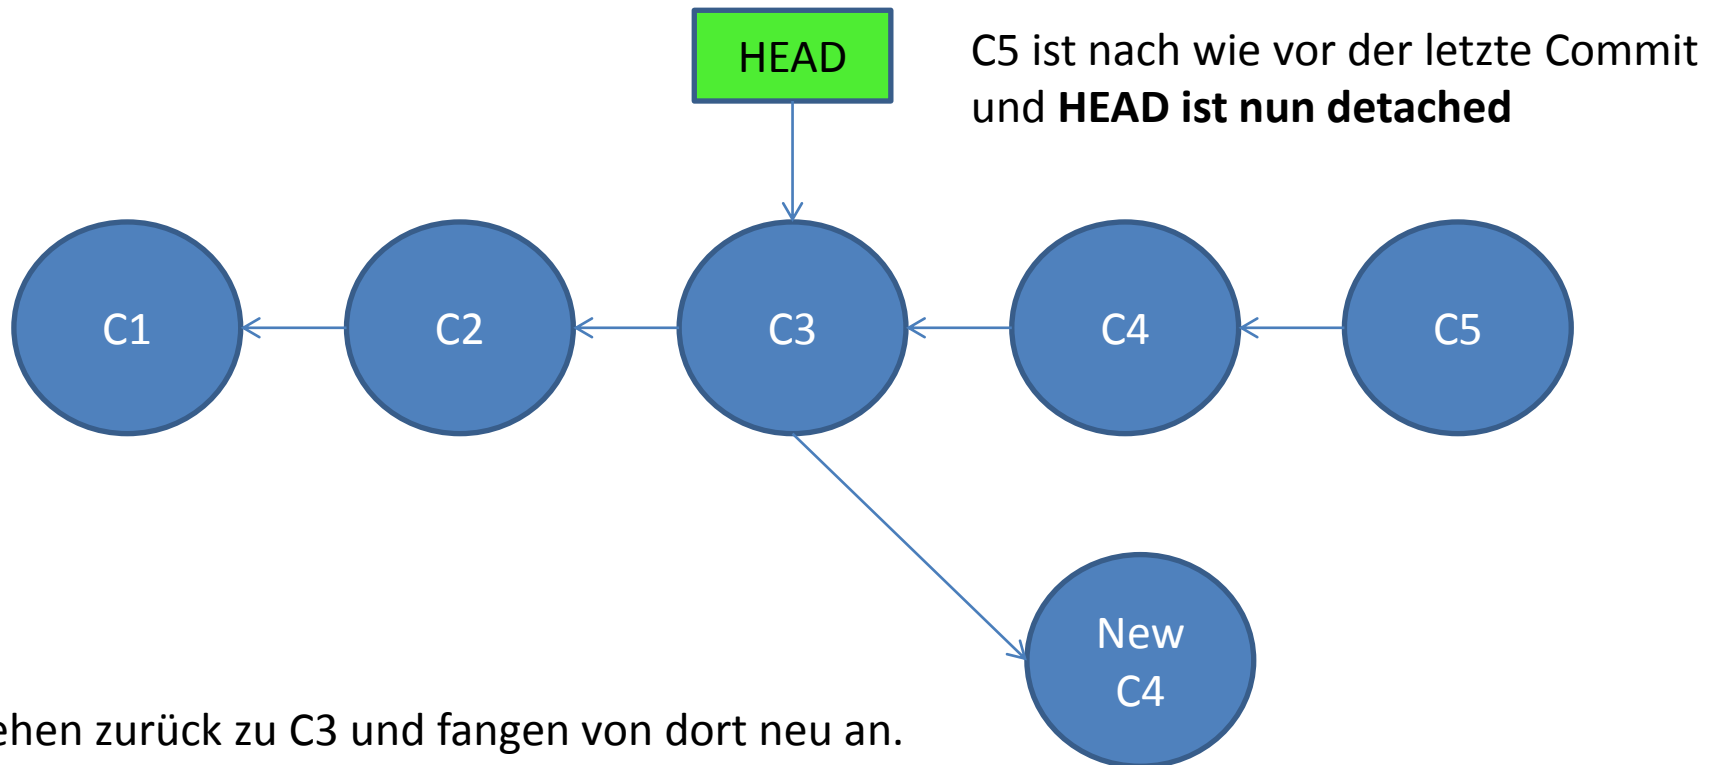 HEAD
C5 ist nach wie vor der letzte Commit
und HEAD ist nun detached
C1
C2
C3
C4
C5
New
C4
ehen zurück zu C3 und fangen von dort neu an.